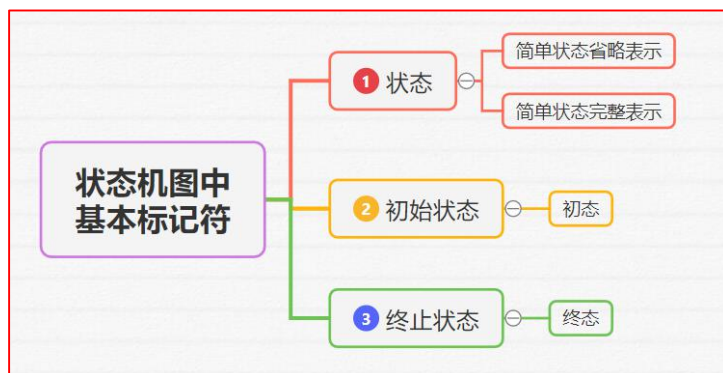 状态机图中
基本标记符
1 状态
简单状态省略表示
简单状态完整表示
2 初始状态
初态
3 终止状态
终态